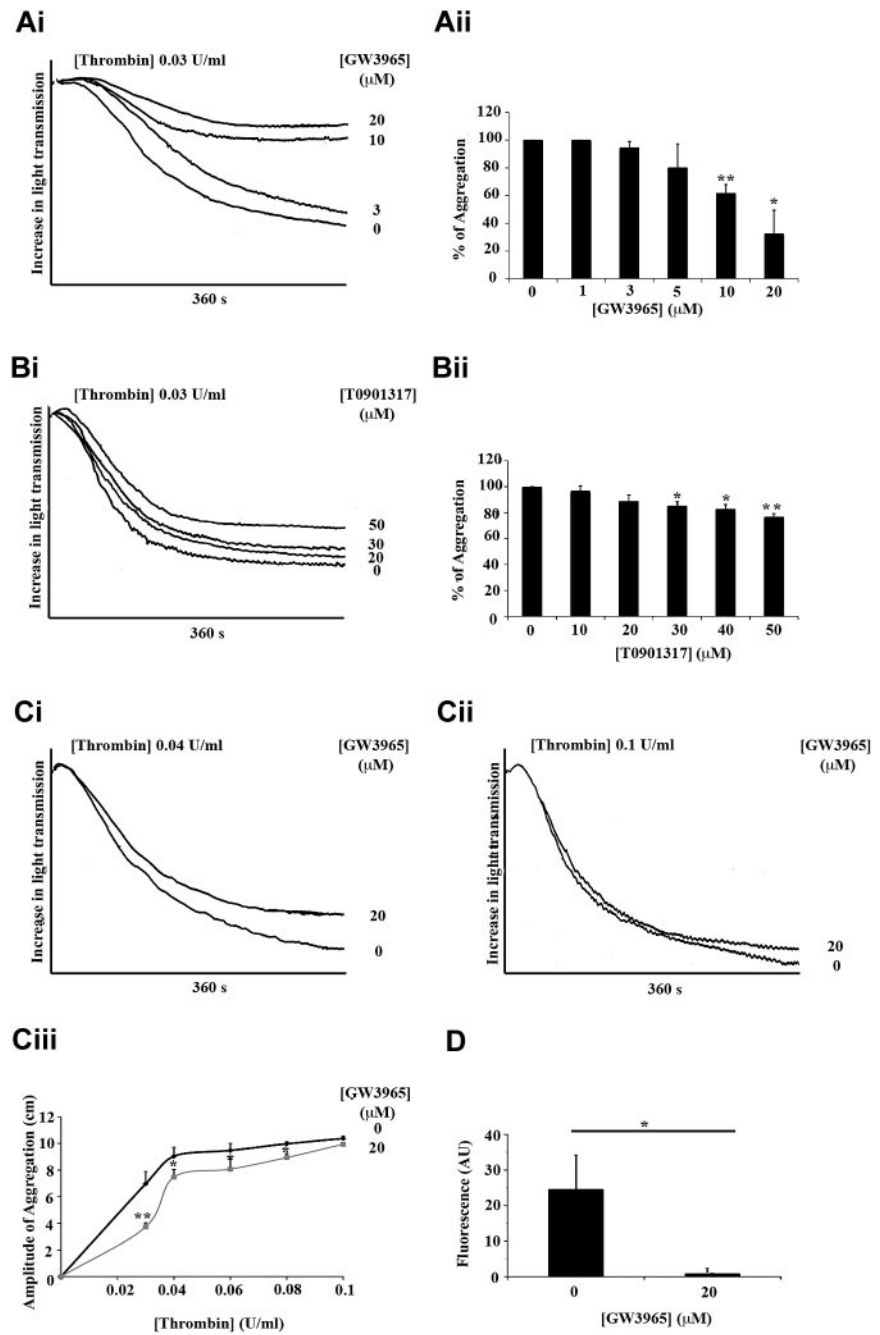 Ai
[Thrombin] 0.03 U/ml
[GW3965]
(µM)
20
10
3
0
Increase in light transmission
360 s
Aii
120
100
80
60
40
20
0
% of Aggregation
**
*
0 1 3 5 10 20
[GW3965] (µM)
Bi
[Thrombin] 0.03 U/ml
[T0901317]
(µM)
50
30
20
0
Increase in light transmission
360 s
Bii
120
100
80
60
40
20
0
% of Aggregation
* * **
0 10 20 30 40 50
[T0901317] (µM)
Ci
[Thrombin] 0.04 U/ml
[GW3965]
(µM)
20
0
Increase in light transmission
360 s
Cii
[Thrombin] 0.1 U/ml
[GW3965]
(µM)
20
0
Increase in light transmission
360 s
Ciii
[GW3965]
(µM)
0
20
12
10
8
6
4
2
0
Amplitude of Aggregation (cm)
** * * *
0.02 0.04 0.06 0.08 0.1
[Thrombin] (U/ml)
D
*
40
30
20
10
0
Fluorescence (AU)
0 20
[GW3965] (µM)